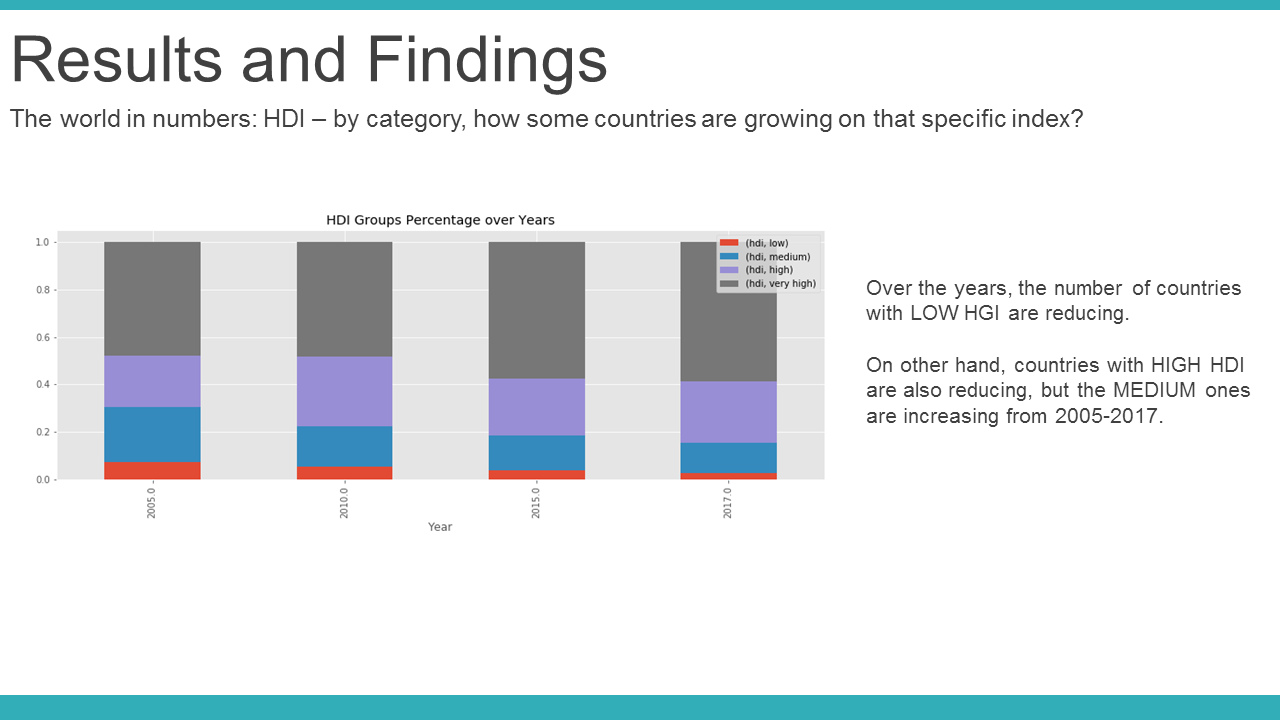 Results and Findings
The world in numbers: HDI – by category, how some countries are growing on that specific index?
HDI Groups Percentage over Years
1.0
0.8
0.6
0.4
0.2
0.0
(hdi, low)
(hdi, medium)
(hdi, high)
(hdi, very high)
2005.0
2010.0
2015.0
2017.0
Year
Over the years, the number of countries
with LOW HGI are reducing.
On other hand, countries with HIGH HDI
are also reducing, but the MEDIUM ones
are increasing from 2005-2017.